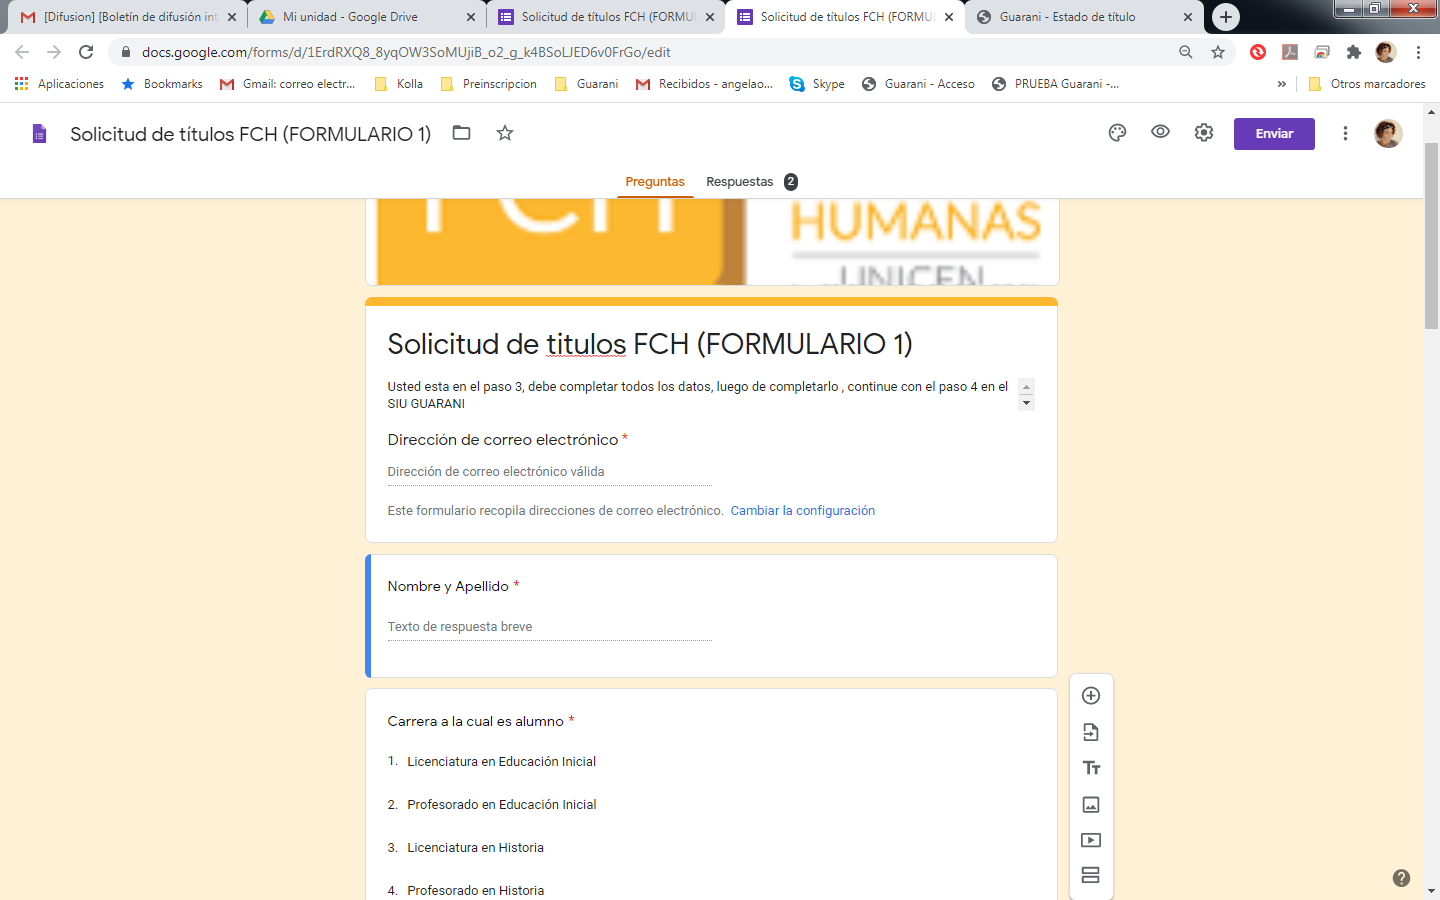 [Difusion] [Boletín de difusión int
Mi unidad - Google Drive
Solicitud de títulos FCH (FORMUL
Solicitud de títulos FCH (FORMUL
Guarani - Estado de título
docs.google.com/forms/d/1ErdRXQ8_8yqOW3SoMUjiB_o2_g_k4BSoLJED6v0FrGo/edit
Aplicaciones
Bookmarks
Gmail: correo electr...
Kolla
Preinscripcion
Guarani
Recibidos - angelao...
Skype
Guarani - Acceso
PRUEBA Guarani -...
»
Otros marcadores
Solicitud de títulos FCH (FORMULARIO 1)
Enviar
Preguntas
Respuestas 2
FCH
HUMANAS
UNICEN
Solicitud de titulos FCH (FORMULARIO 1)
Usted esta en el paso 3, debe completar todos los datos, luego de completarlo , continue con el paso 4 en el
SIU GUARANI
Dirección de correo electrónico *
Dirección de correo electrónico válida
Este formulario recopila direcciones de correo electrónico. Cambiar la configuración
Nombre y Apellido *
Texto de respuesta breve
Carrera a la cual es alumno *
1. Licenciatura en Educación Inicial
2. Profesorado en Educación Inicial
3. Licenciatura en Historia
4. Profesorado en Historia